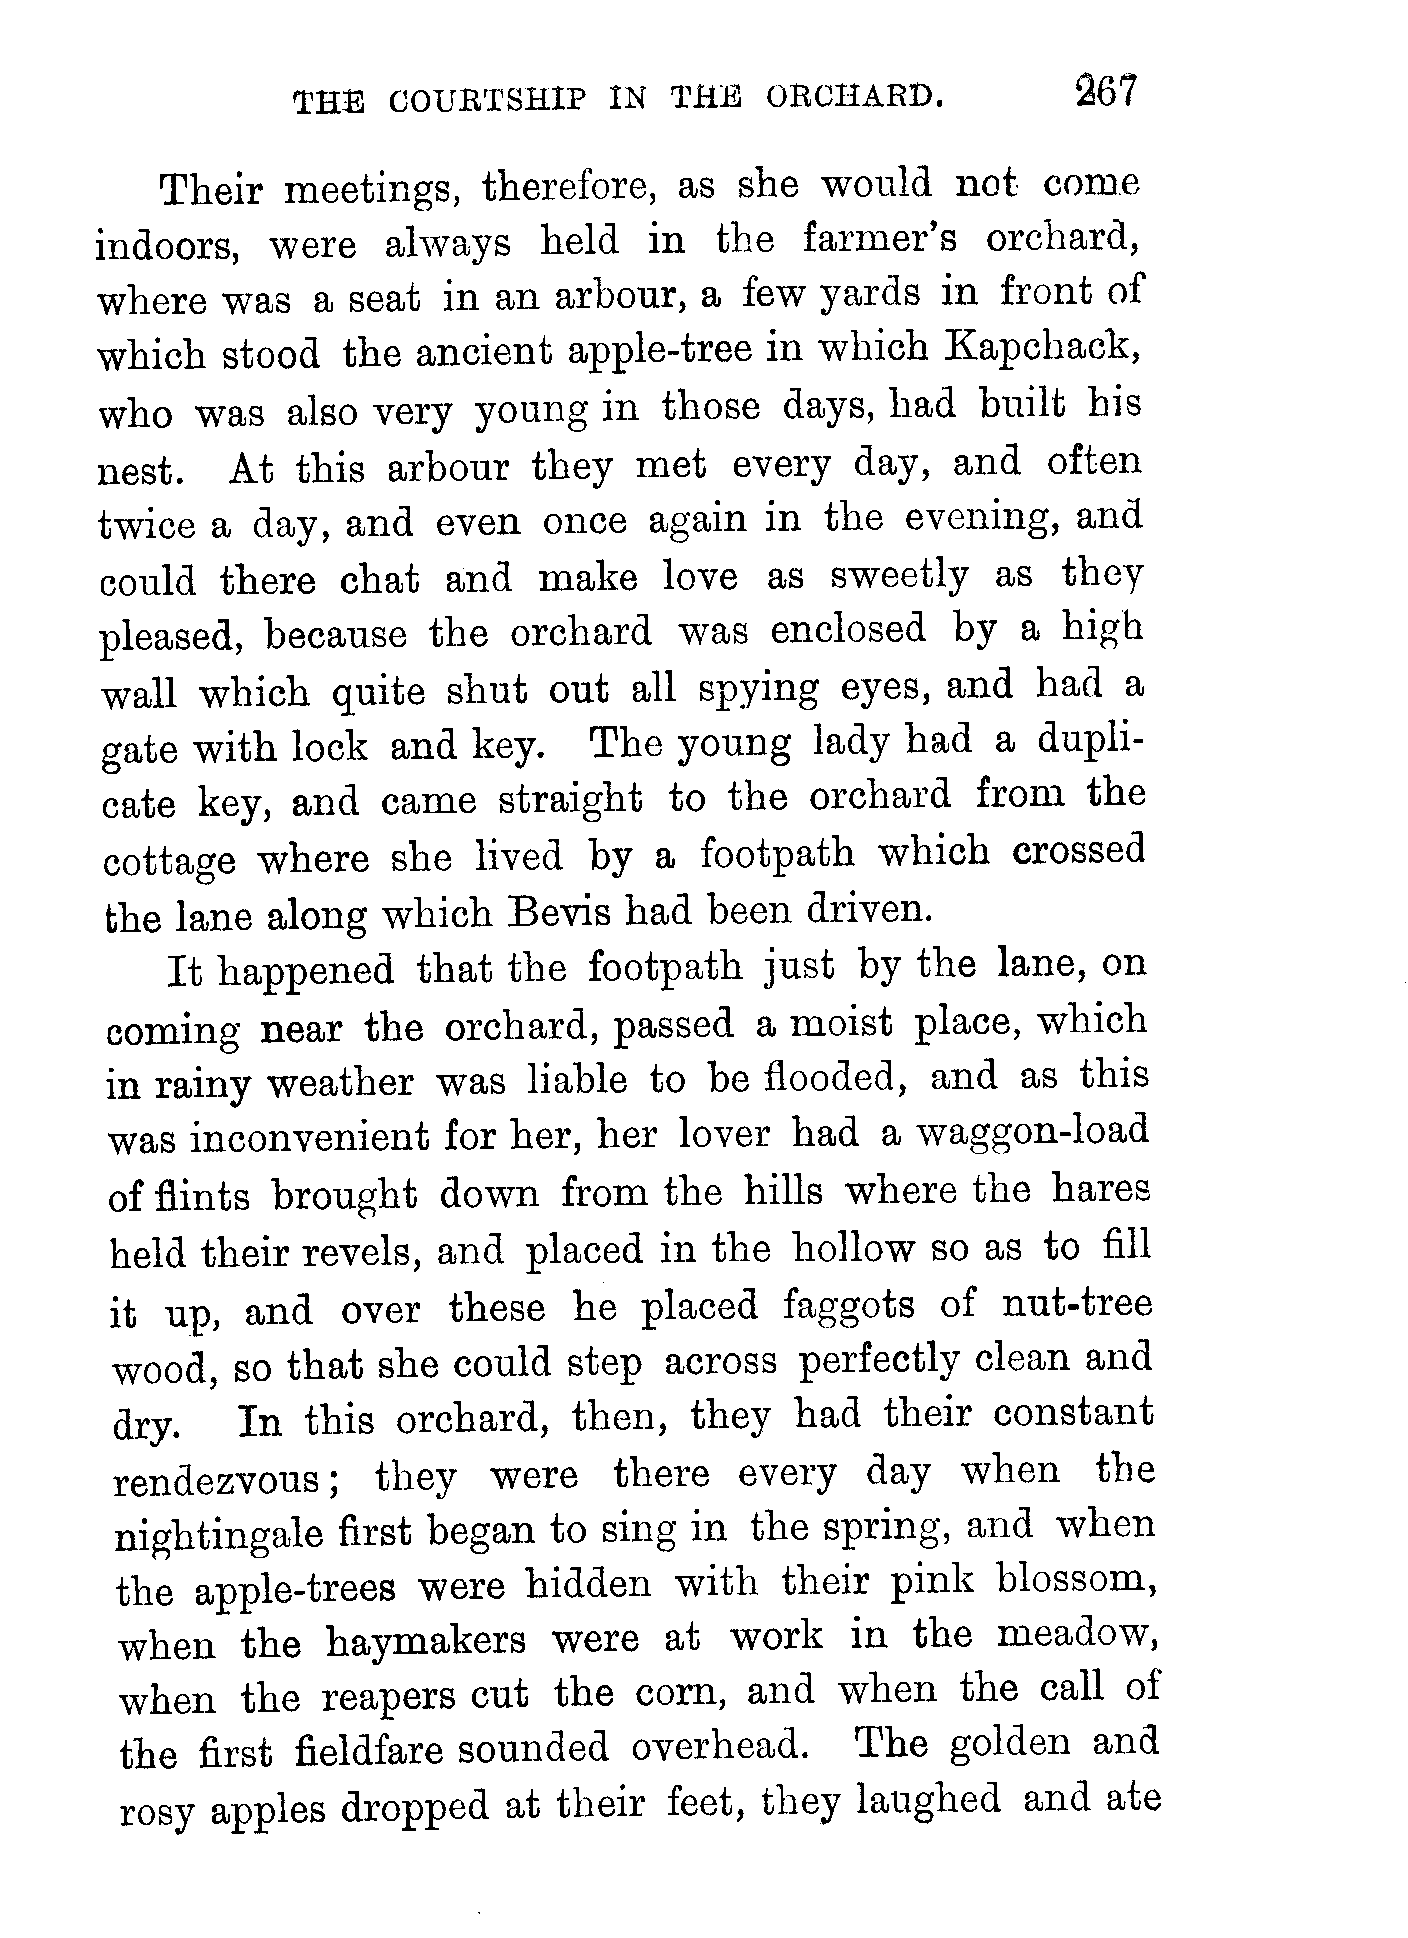 THE COURTSHIP IN THE ORCHARD. 267
Their meetings, therefore, as she would not come
indoors, were always held in the farmer's orchard,
where was a seat in an arbour, a few yards in front of
which stood the ancient apple-tree in which Kapchack,
who was also very young in those days, had built his
nest. At this arbour they met every day, and often
twice a day, and even once again in the evening, and
could there chat and make love as sweetly as they
pleased, because the orchard was enclosed by a high
wall which quite shut out all spying eyes, and had a
gate with lock and key. The young lady had a dupli-
cate key, and came straight to the orchard from the
cottage where she lived by a footpath which crossed
the lane along which Bevis had been driven.
It happened that the footpath just by the lane, on
coming near the orchard, passed a moist place, which
in rainy weather was liable to be flooded, and as this
was inconvenient for her, her lover had a waggon-load
of flints brought down from the hills where the hares
held their revels, and placed in the hollow so as to fill
it up, and over these he placed faggots of nut-tree
wood, so that she could step across perfectly clean and
dry. In this orchard, then, they had their constant
rendezvous; they were there every day when the
nightingale first began to sing in the spring, and when
the apple-trees were hidden with their pink blossom,
when the haymakers were at work in the meadow,
when the reapers cut the corn, and when the call of
the first fieldfare sounded overhead. The golden and
rosy apples dropped at their feet, they laughed and ate